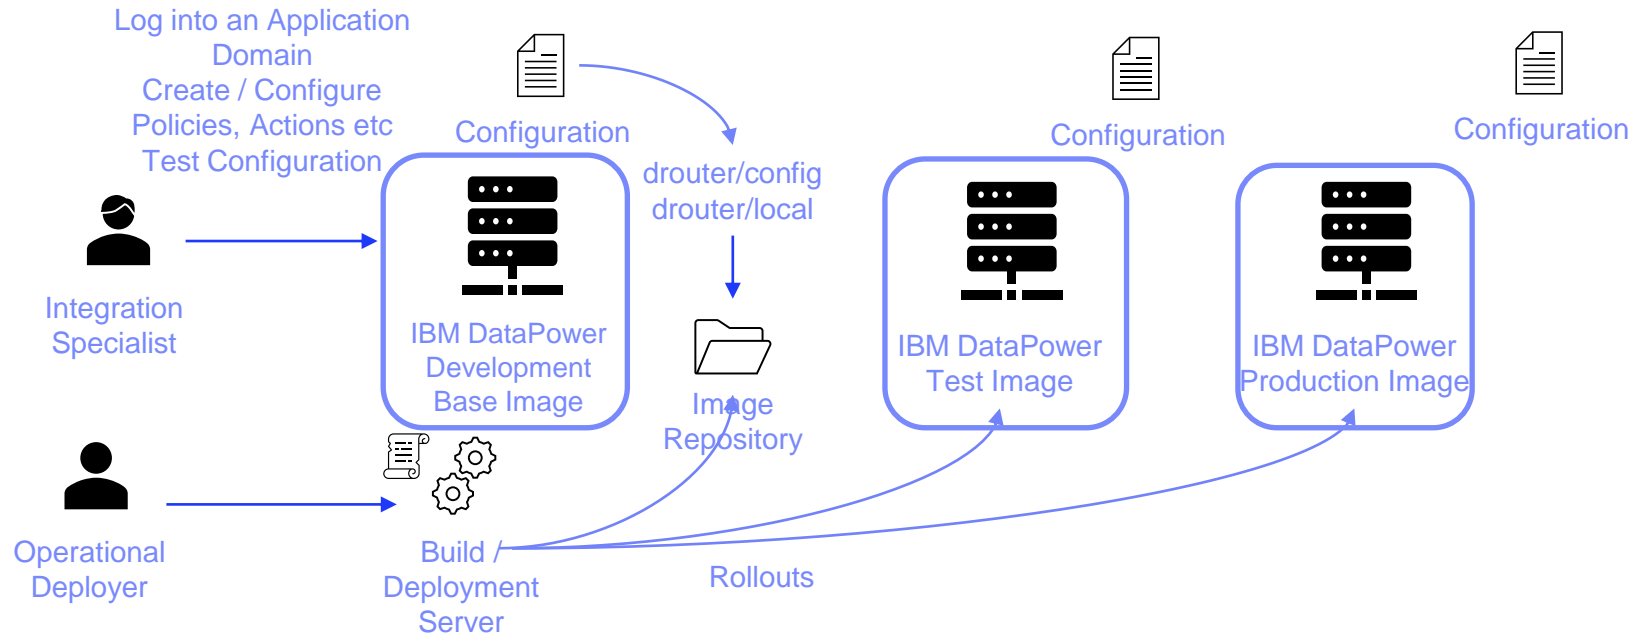 Log into an Application
Domain
Create / Configure
Policies, Actions etc
Test Configuration
Configuration
Configuration
Configuration
drouter/config
drouter/local
Integration
Specialist
IBM DataPower
Development
Base Image
Image
Repository
IBM DataPower
Test Image
IBM DataPower
Production Image
Operational
Deployer
Build /
Deployment
Server
Rollouts